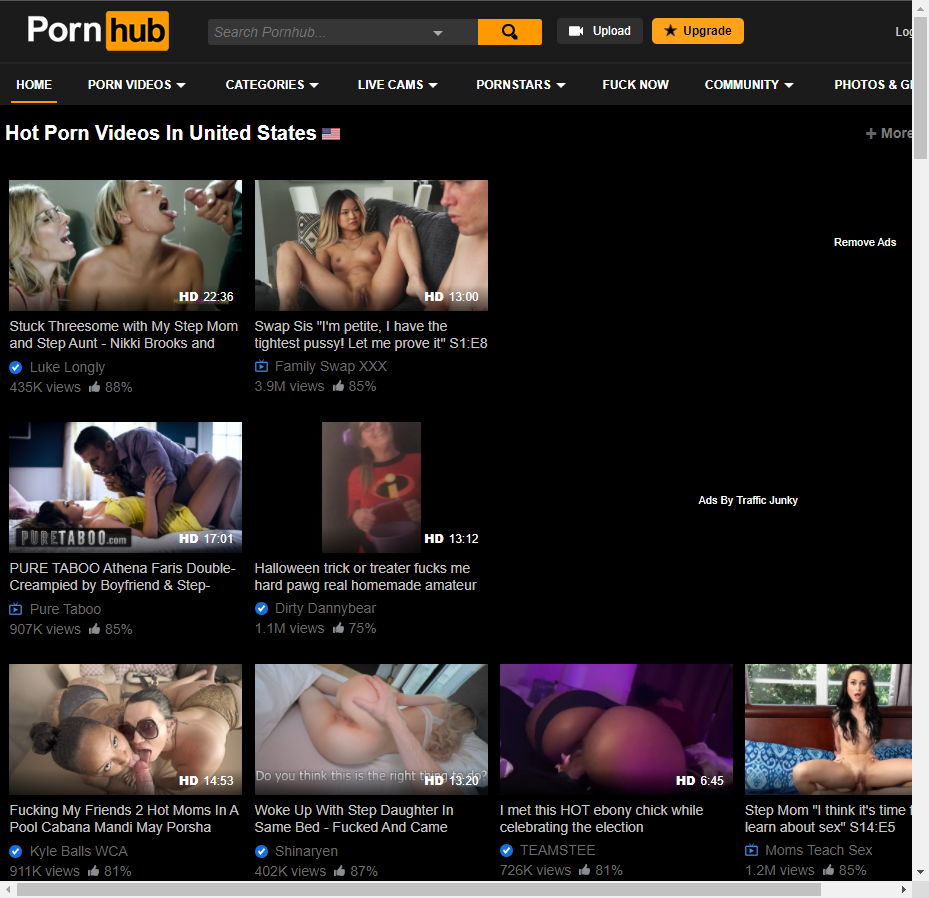 Pornhub
Search Pornhub...
Upload
Upgrade
Log
HOME
PORN VIDEOS
CATEGORIES
LIVE CAMS
PORNSTARS
FUCK NOW
COMMUNITY
PHOTOS & GI
Hot Porn Videos In United States
+ More
HD 22:36
HD 13:00
Remove Ads
Stuck Threesome with My Step Mom
and Step Aunt - Nikki Brooks and
Luke Longly
435K views 88%
Swap Sis "I'm petite, I have the
tightest pussy! Let me prove it" S1:E8
Family Swap XXX
3.9M views 85%
PURETABOO.com
HD 17:01
HD 13:12
Ads By Traffic Junky
PURE TABOO Athena Faris Double-
Creampied by Boyfriend & Step-
Pure Taboo
907K views 85%
Halloween trick or treater fucks me
hard pawg real homemade amateur
Dirty Dannybear
1.1M views 75%
HD 14:53
Do you think this is the right thing to do?
HD 13:20
HD 6:45
Fucking My Friends 2 Hot Moms In A
Pool Cabana Mandi May Porsha
Kyle Balls WCA
911K views 81%
Woke Up With Step Daughter In
Same Bed - Fucked And Came
Shinaryen
402K views 87%
I met this HOT ebony chick while
celebrating the election
TEAMSTEE
726K views 81%
Step Mom "I think it's time
learn about sex" S14:E5
Moms Teach Sex
1.2M views 85%